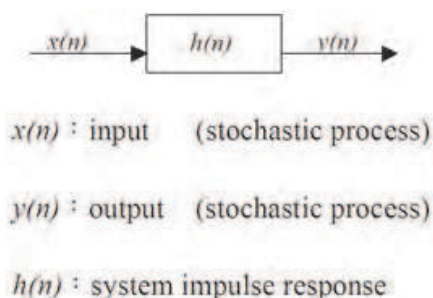 x(n) h(n) y(n)
x(n) : input (stochastic process)
y(n) : output (stochastic process)
h(n) : system impulse response